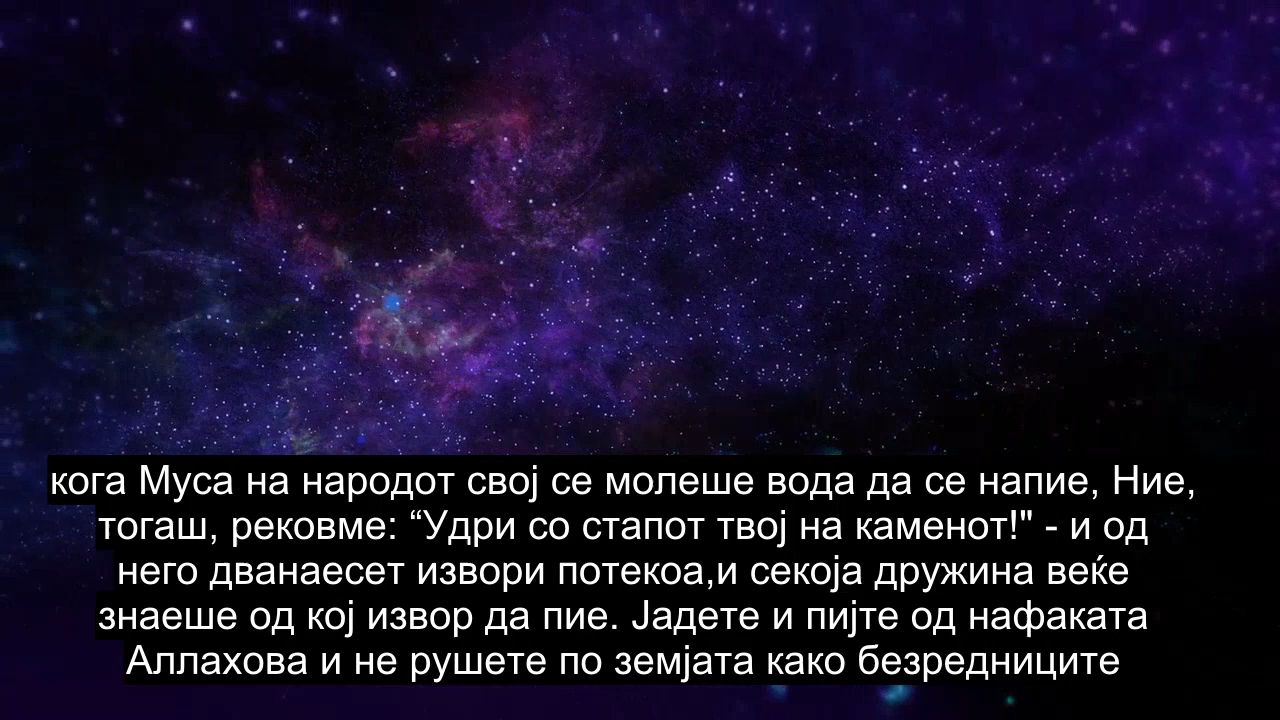 кога Муса на народот свој се молеше вода да се напие, Ние,
тогаш, рековме: “Удри со стапот твој на каменот!" - и од
него дванаесет извори потекоа,и секоја дружина веќе
знаеше од кој извор да пие. Јадете и пијте од нафаката
Аллахова и не рушете по земјата како безредниците